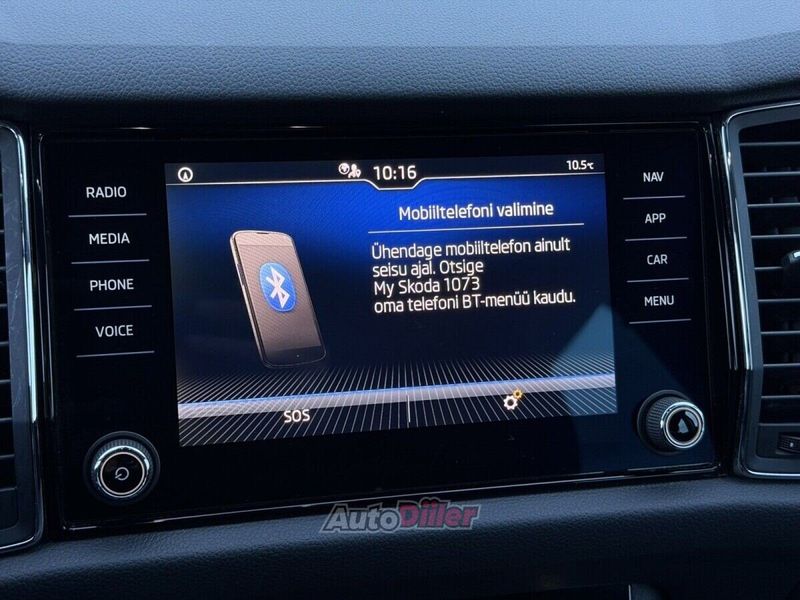 10:16
10.5°C
RADIO
MEDIA
PHONE
VOICE
Mobiiltelefoni valimine
Ühendage mobiiltelefon ainult
seisu ajal. Otsige
My Skoda 1073
oma telefoni BT-menüü kaudu.
SOS
NAV
APP
CAR
MENU
AutoDiiler